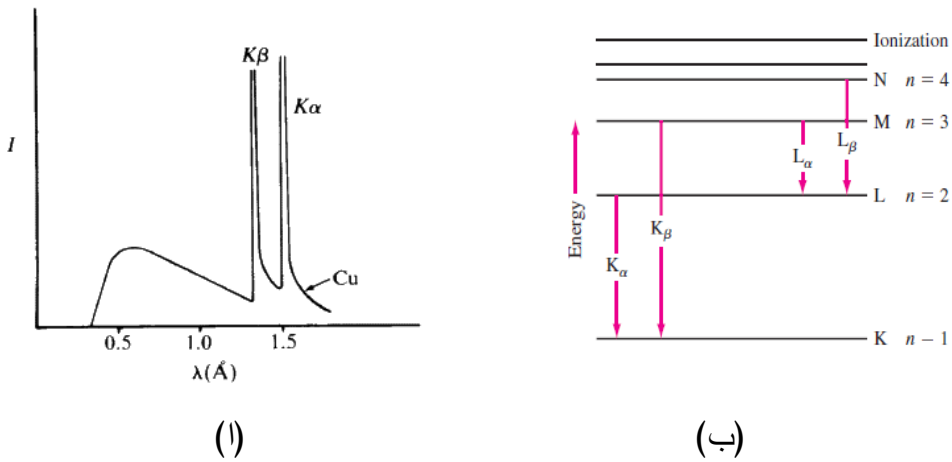 I
Kβ
Kα
Cu
0.5 1.0 1.5
λ(Å)
(ا)
Ionization
N n = 4
M n = 3
L n = 2
K n − 1
Energy
Kα
Kβ
Lα
Lβ
(ب)